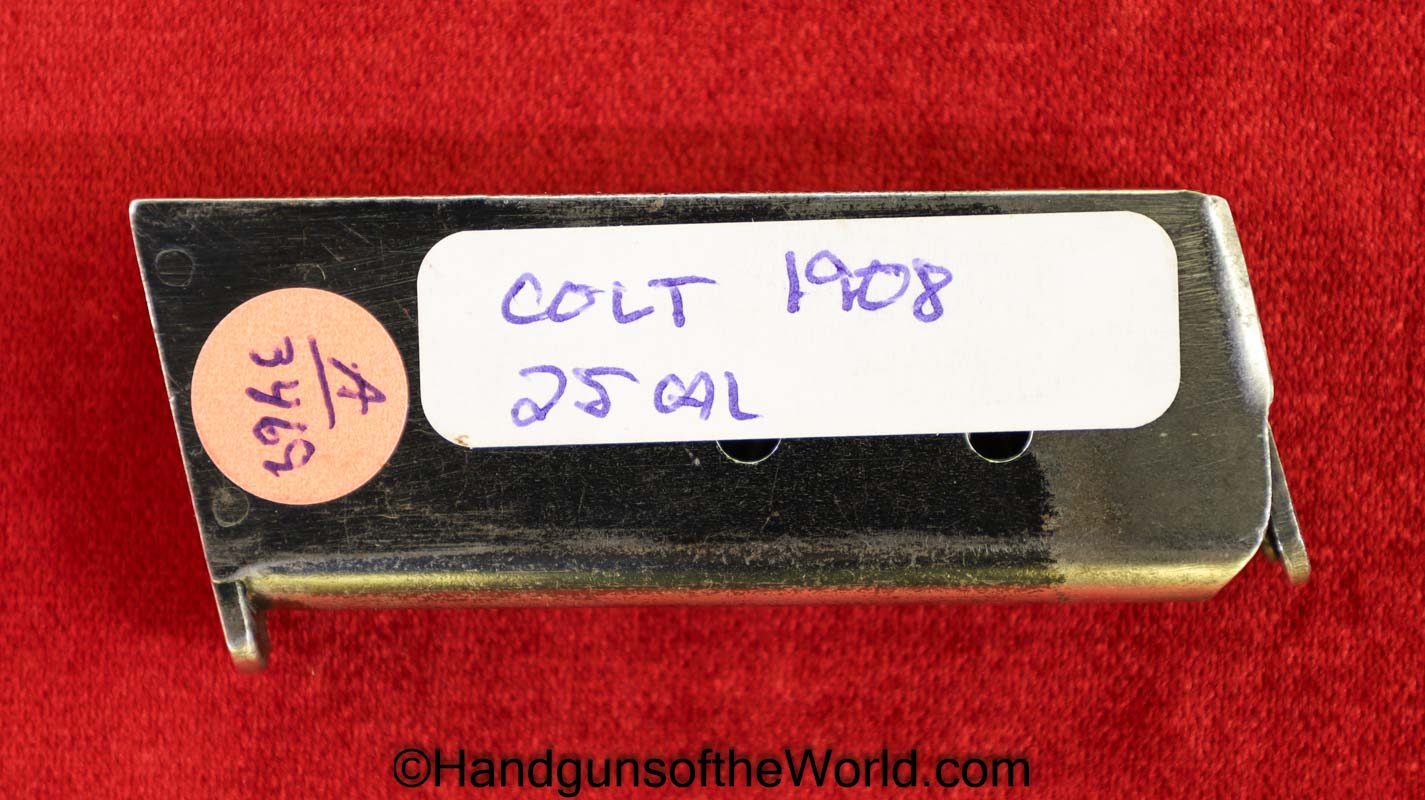 COLT 1908
25 CAL
A
3469
©HandgunsoftheWorld.com